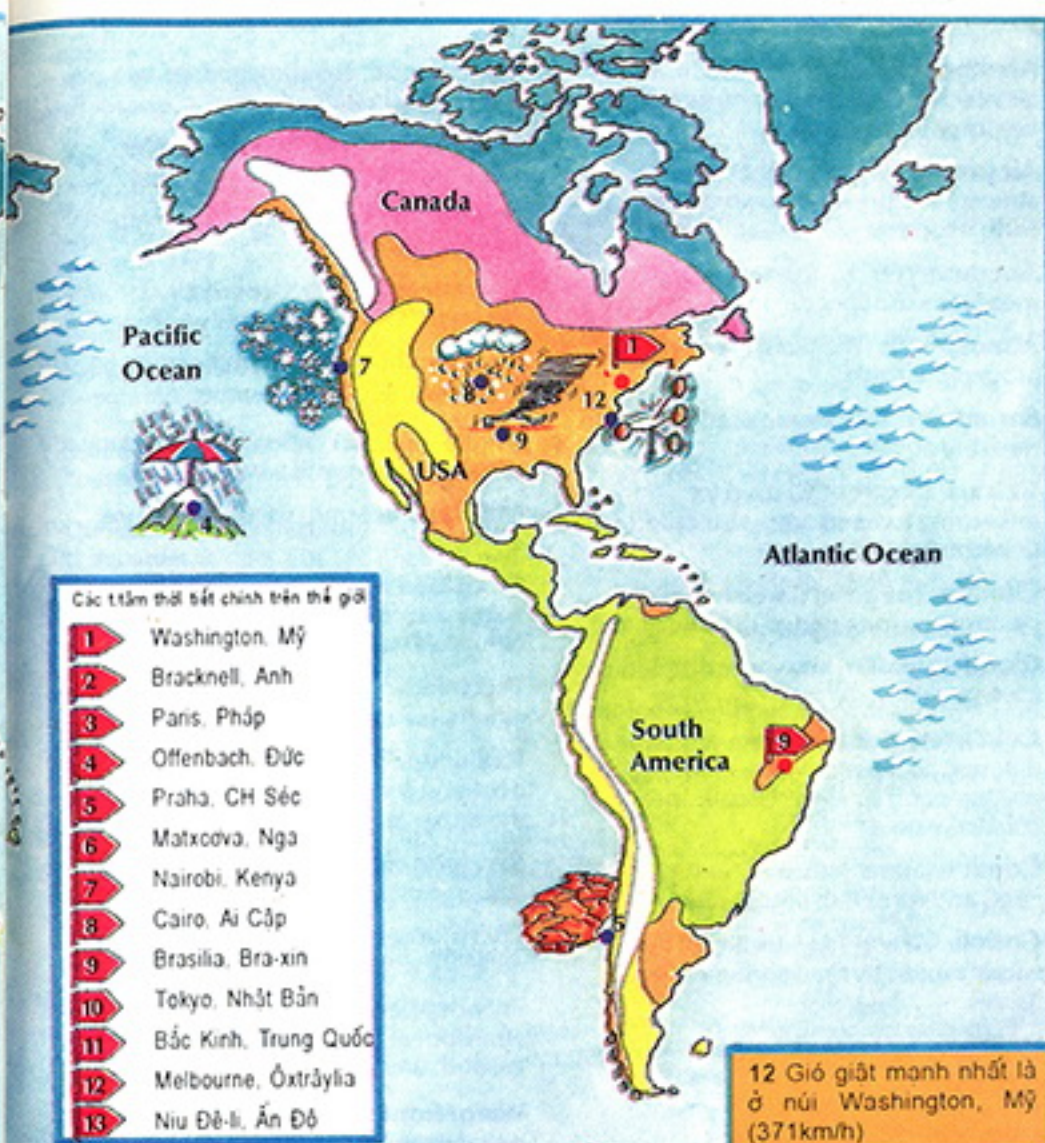 Canada
Pacific
Ocean
1
7
8
12
9
USA
4
Atlantic Ocean
South
America
9
5
Các t.tâm thời tiết chính trên thế giới
1 Washington, Mỹ
2 Bracknell, Anh
3 Paris, Pháp
4 Offenbach, Đức
5 Praha, CH Séc
6 Matxcơva, Nga
7 Nairobi, Kenya
8 Cairo, Ai Cập
9 Brasilia, Bra-xin
10 Tokyo, Nhật Bản
11 Bắc Kinh, Trung Quốc
12 Melbourne, Ôxtrâylia
13 Niu Đê-li, Ấn Độ
12 Gió giật mạnh nhất là
ở núi Washington, Mỹ
(371km/h)